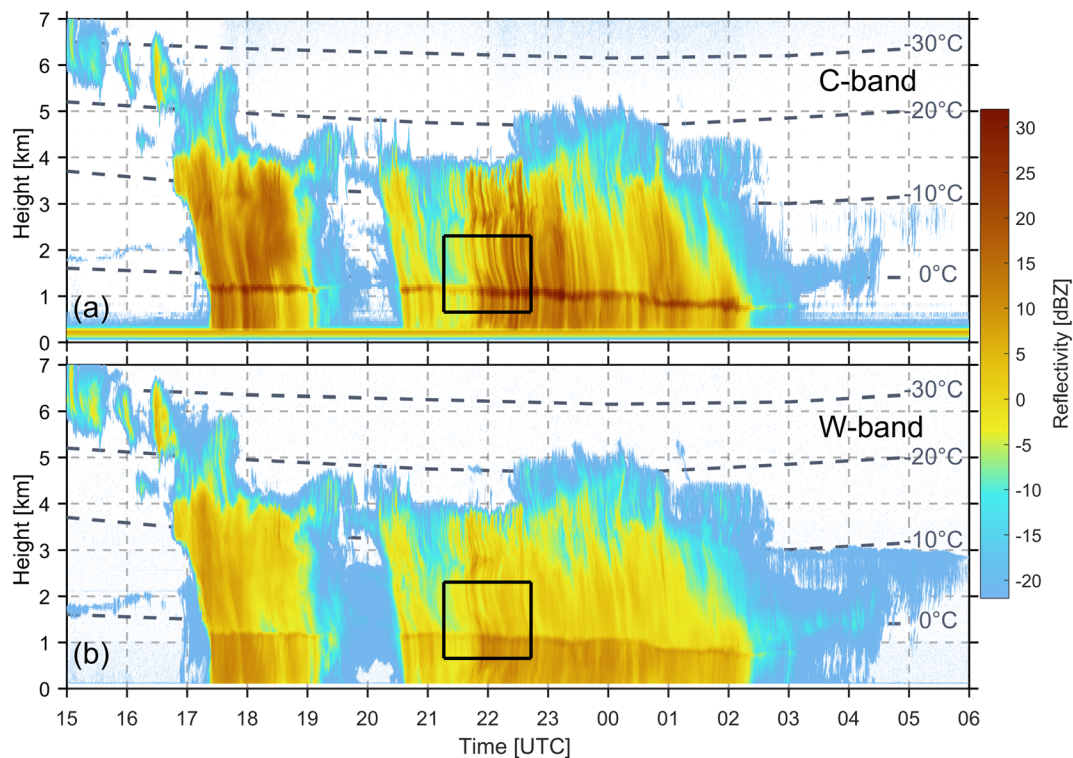 7
6
5
4
3
2
1
0
Height [km]
-30°C
C-band
-20°C
-10°C
0°C
(a)
7
6
5
4
3
2
1
0
Height [km]
-30°C
W-band
-20°C
-10°C
0°C
(b)
15 16 17 18 19 20 21 22 23 00 01 02 03 04 05 06
Time [UTC]
30
25
20
15
10
5
0
-5
-10
-15
-20
Reflectivity [dBZ]